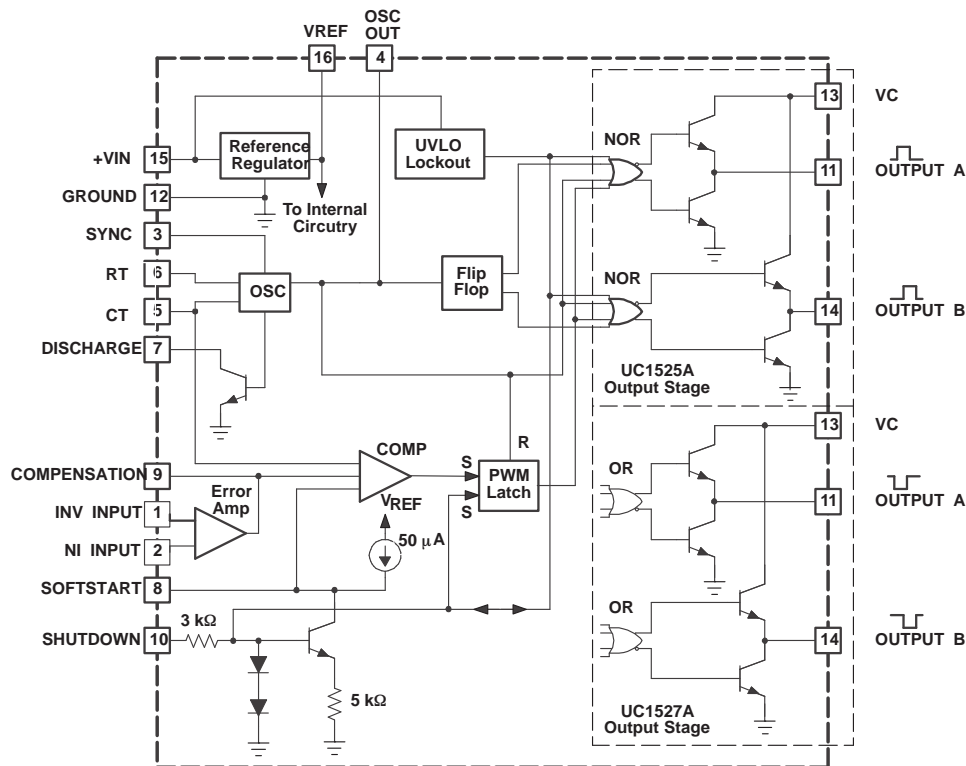 OSC
OUT
VREF
16
4
13
VC
NOR
+VIN
15
Reference
Regulator
UVLO
Lockout
11
OUTPUT A
GROUND
12
To Internal
Circutry
SYNC
3
RT
6
OSC
Flip
Flop
NOR
CT
5
14
OUTPUT B
DISCHARGE
7
UC1525A
Output Stage
13
VC
COMP
R
OR
COMPENSATION
9
S
PWM
Latch
S
VREF
Error
Amp
INV INPUT
1
11
OUTPUT A
50 μA
NI INPUT
2
SOFTSTART
8
OR
3 kΩ
SHUTDOWN
10
14
OUTPUT B
5 kΩ
UC1527A
Output Stage